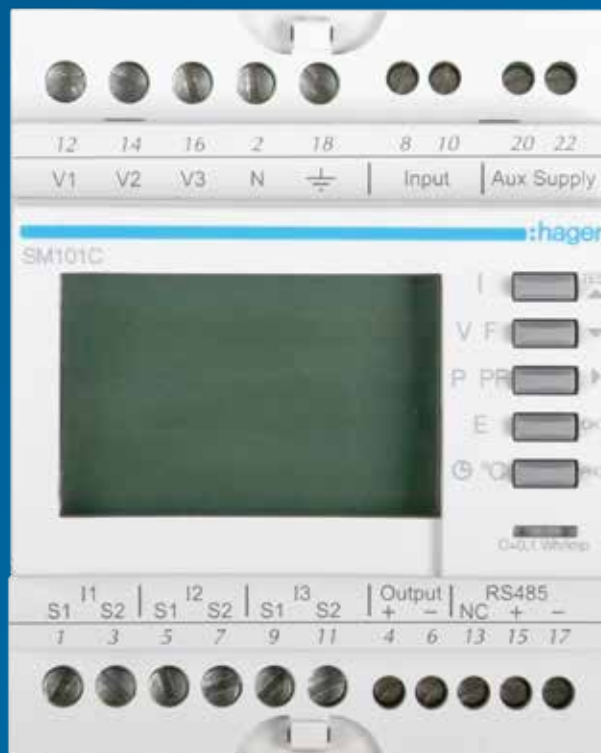 12 14 16 2 18 8 10 20 22
V1 V2 V3 N Input Aux Supply
:hager
SM101C
I
V F
P PF
E
°C
I1 I2 I3 Output RS485
S1 S2 S1 S2 S1 S2 + − NC + −
1 3 5 7 9 11 4 6 13 15 17